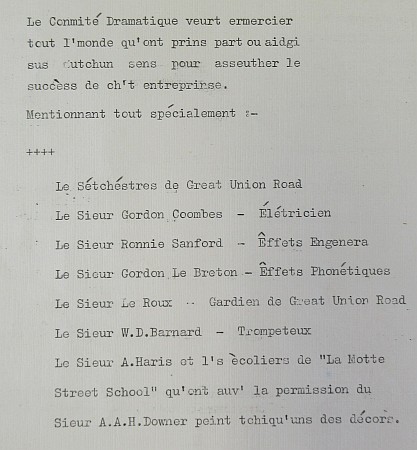 Le Conmité Dramatique veurt ermercier
tout l'monde qu'ont prins part ou aidgi
sus autchun sens pour asseuther le
success de ch't entreprinse.
Mentionnant tout spécialement :-
++++
Le Sétchéstres de Great Union Road
Le Sieur Gordon Coombes - Élétricien
Le Sieur Ronnie Sanford - Êffets Engenera
Le Sieur Gordon Le Breton - Êffets Phonétiques
Le Sieur Le Roux -- Gardien de Great Union Road
Le Sieur W.D.Barnard - Trompeteux
Le Sieur A.Haris et l's ècoliers de "La Motte
Street School" qu'ont auv' la permission du
Sieur A.A.H.Downer peint tchiqu'uns des décors.